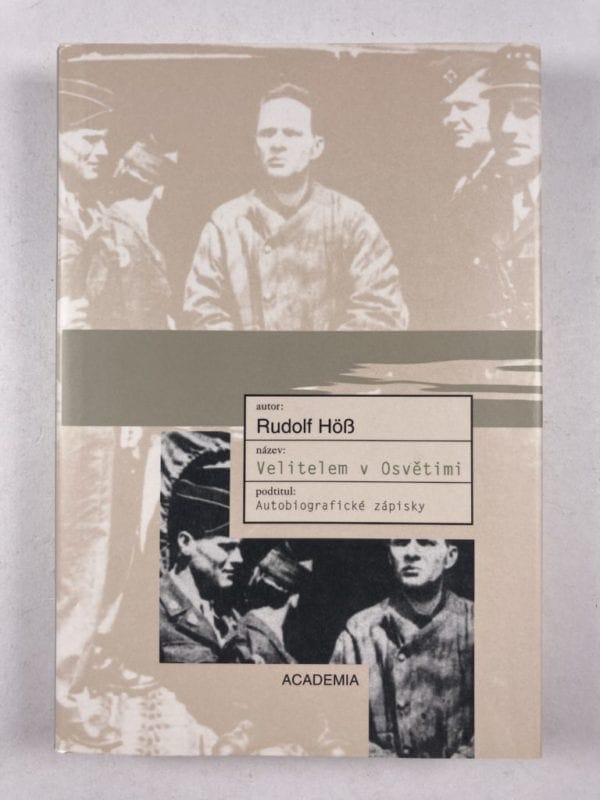 autor:
Rudolf Höß
název:
Velitelem v Osvětimi
podtitul:
Autobiografické zápisky
ACADEMIA